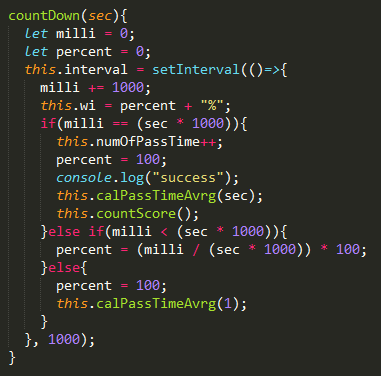 countDown(sec){
let milli = 0;
let percent = 0;
this.interval = setInterval(()=>{
milli += 1000;
this.wi = percent + "%";
if(milli == (sec * 1000)){
this.numOfPassTime++;
percent = 100;
console.log("success");
this.calPassTimeAvrg(sec);
this.countScore();
}else if(milli < (sec * 1000)){
percent = (milli / (sec * 1000)) * 100;
}else{
percent = 100;
this.calPassTimeAvrg(1);
}
}, 1000);
}